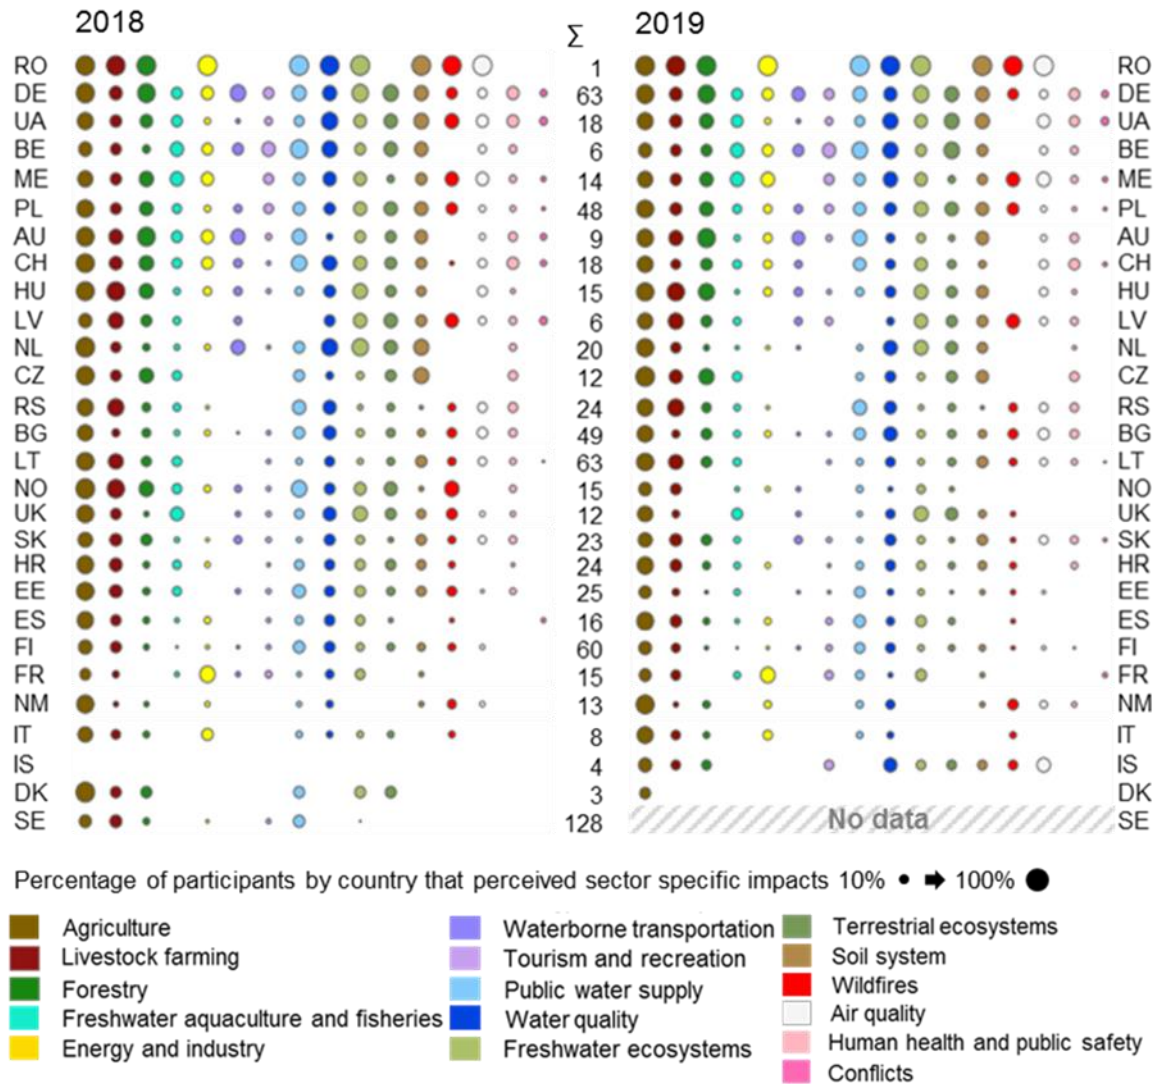 2018 Σ 2019
RO 1 RO
DE 63 DE
UA 18 UA
BE 6 BE
ME 14 ME
PL 48 PL
AU 9 AU
CH 18 CH
HU 15 HU
LV 6 LV
NL 20 NL
CZ 12 CZ
RS 24 RS
BG 49 BG
LT 63 LT
NO 15 NO
UK 12 UK
SK 23 SK
HR 24 HR
EE 25 EE
ES 16 ES
FI 60 FI
FR 15 FR
NM 13 NM
IT 8 IT
IS 4 IS
DK 3 DK
SE 128 No data SE
Percentage of participants by country that perceived sector specific impacts 10% 100%
Agriculture
Livestock farming
Forestry
Freshwater aquaculture and fisheries
Energy and industry
Waterborne transportation
Tourism and recreation
Public water supply
Water quality
Freshwater ecosystems
Terrestrial ecosystems
Soil system
Wildfires
Air quality
Human health and public safety
Conflicts